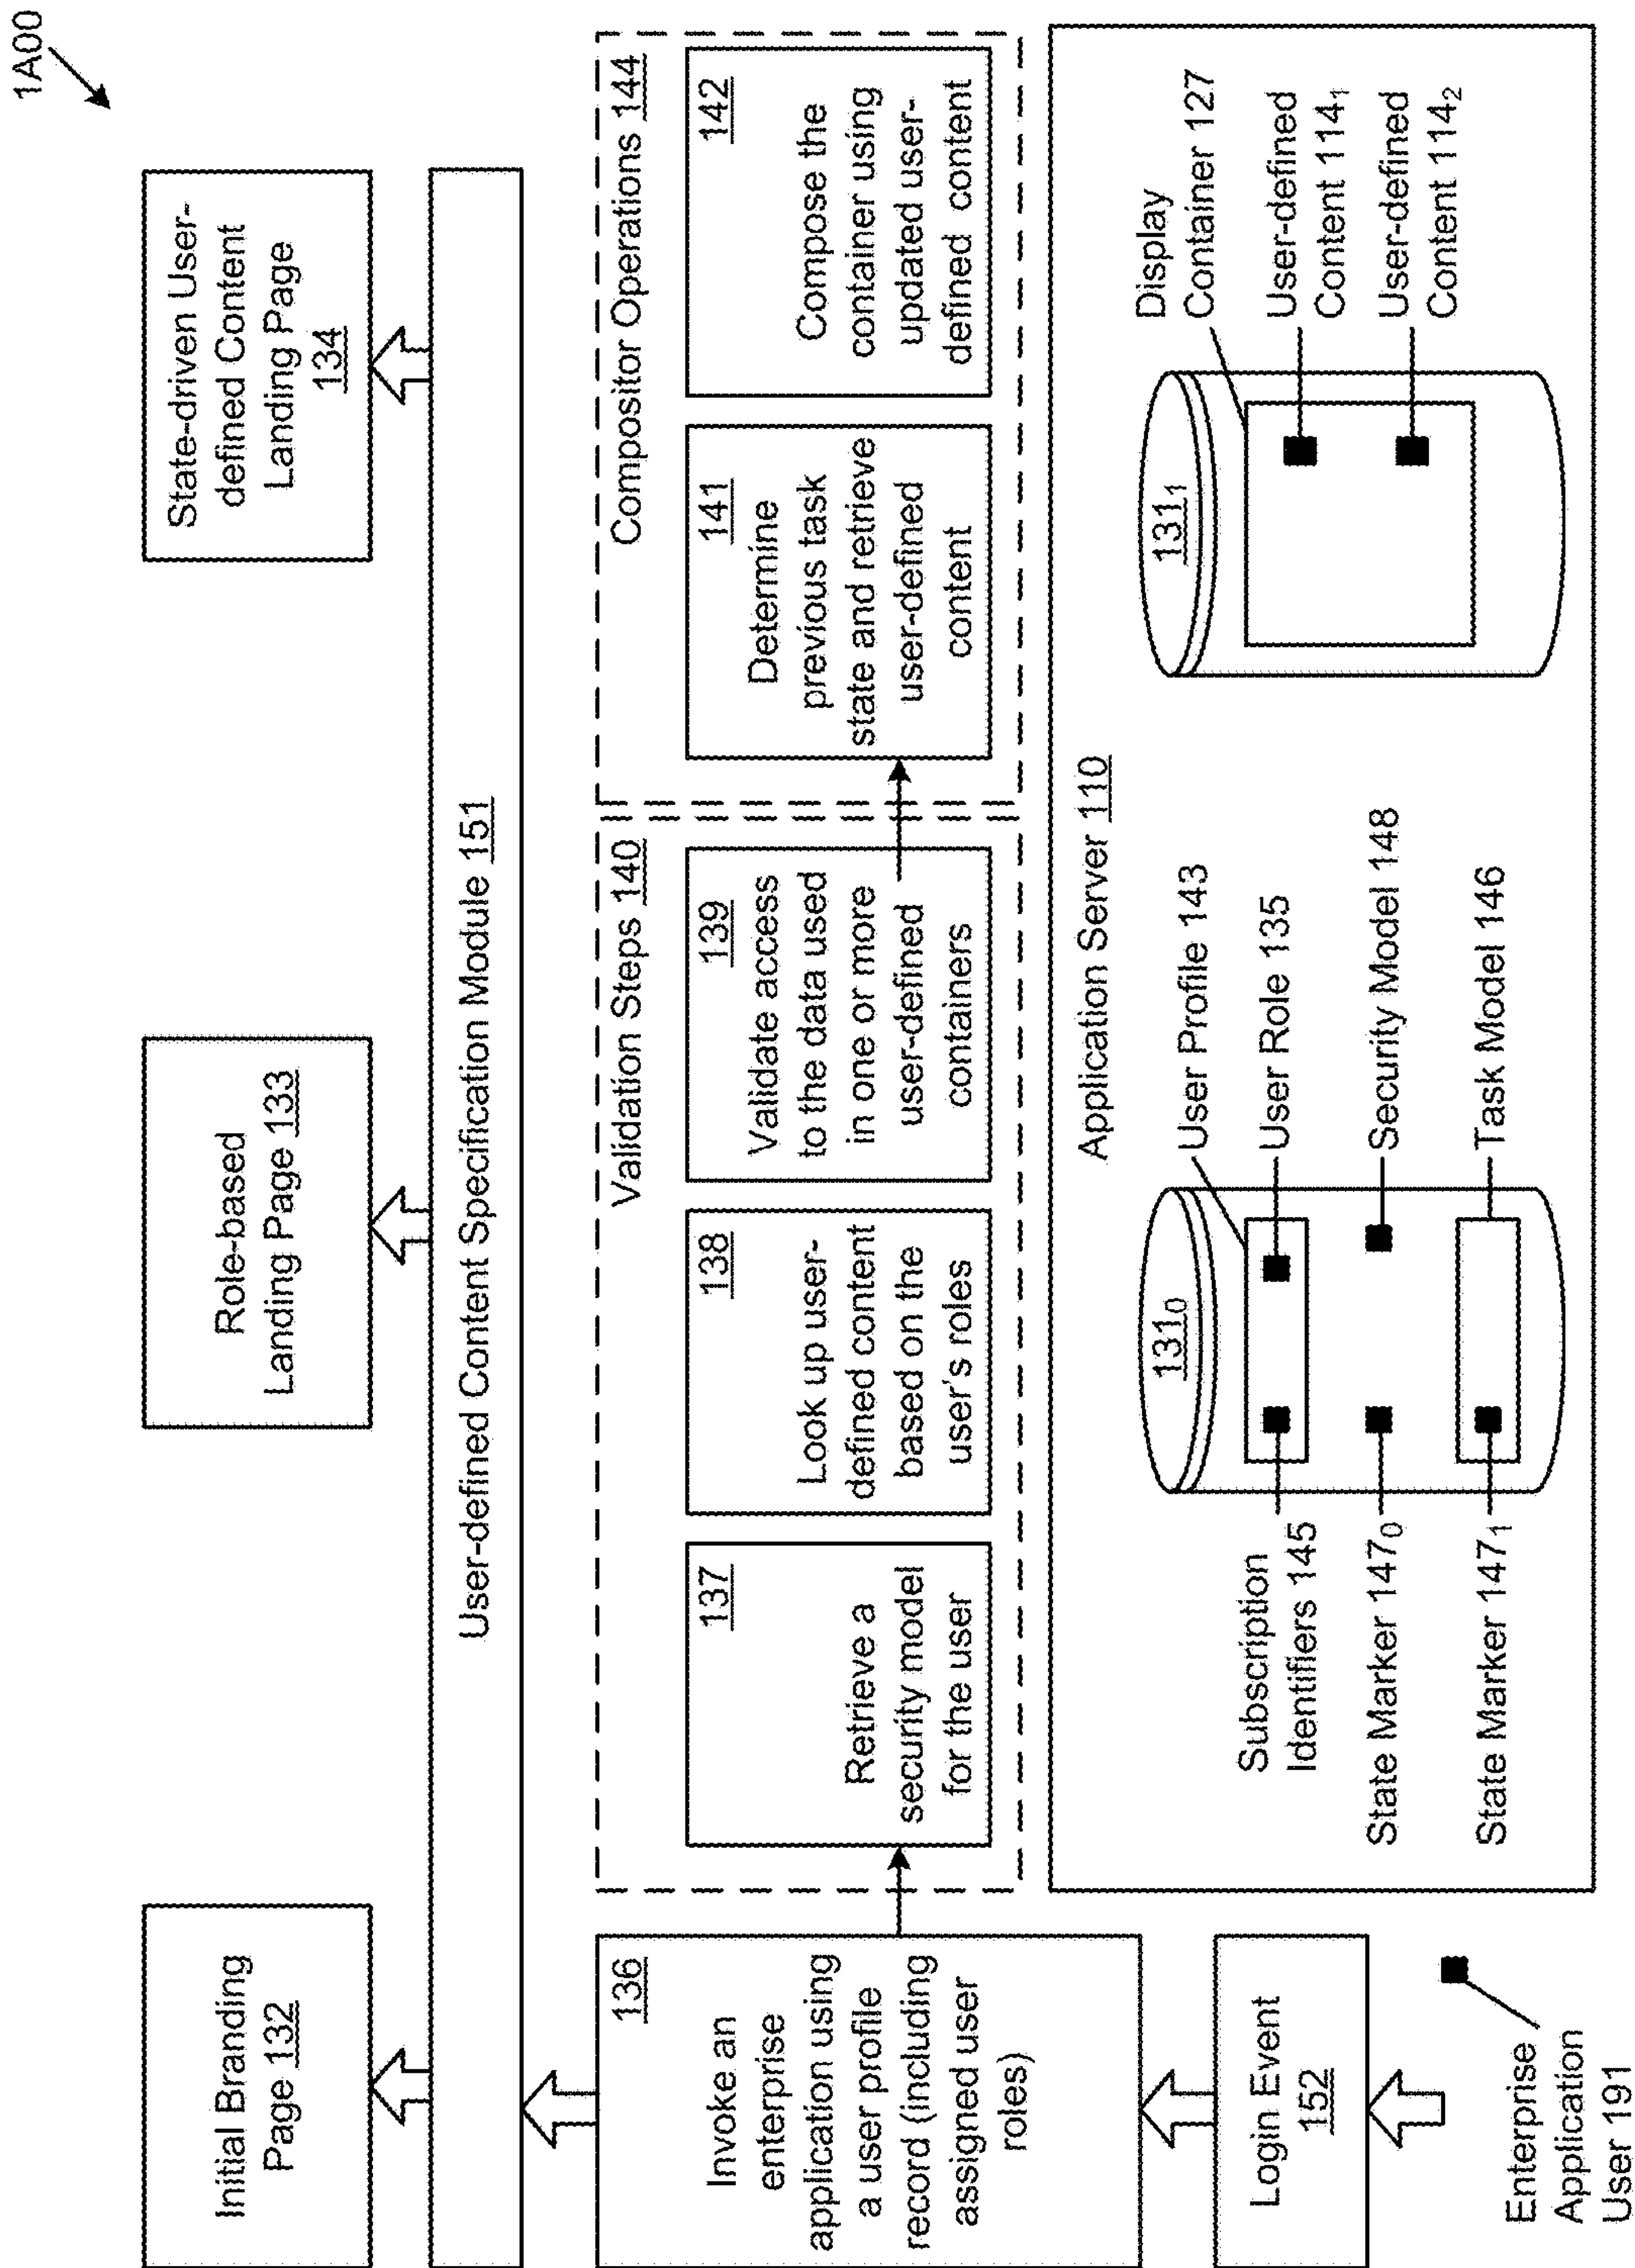 1A00
Initial Branding
Page 132
Role-based
Landing Page 133
State-driven User-
defined Content
Landing Page
134
User-defined Content Specification Module 151
136
Invoke an
enterprise
application using
a user profile
record (including
assigned user
roles)
Validation Steps 140
137
Retrieve a
security model
for the user
138
Look up user-
defined content
based on the
user's roles
139
Validate access
to the data used
in one or more
user-defined
containers
Compositor Operations 144
141
Determine
previous task
state and retrieve
user-defined
content
142
Compose the
container using
updated user-
defined content
Login Event
152
Enterprise
Application
User 191
Application Server 110
131₀
Subscription
Identifiers 145
State Marker 147₀
State Marker 147₁
User Profile 143
User Role 135
Security Model 148
Task Model 146
131₁
Display
Container 127
User-defined
Content 114₁
User-defined
Content 114₂